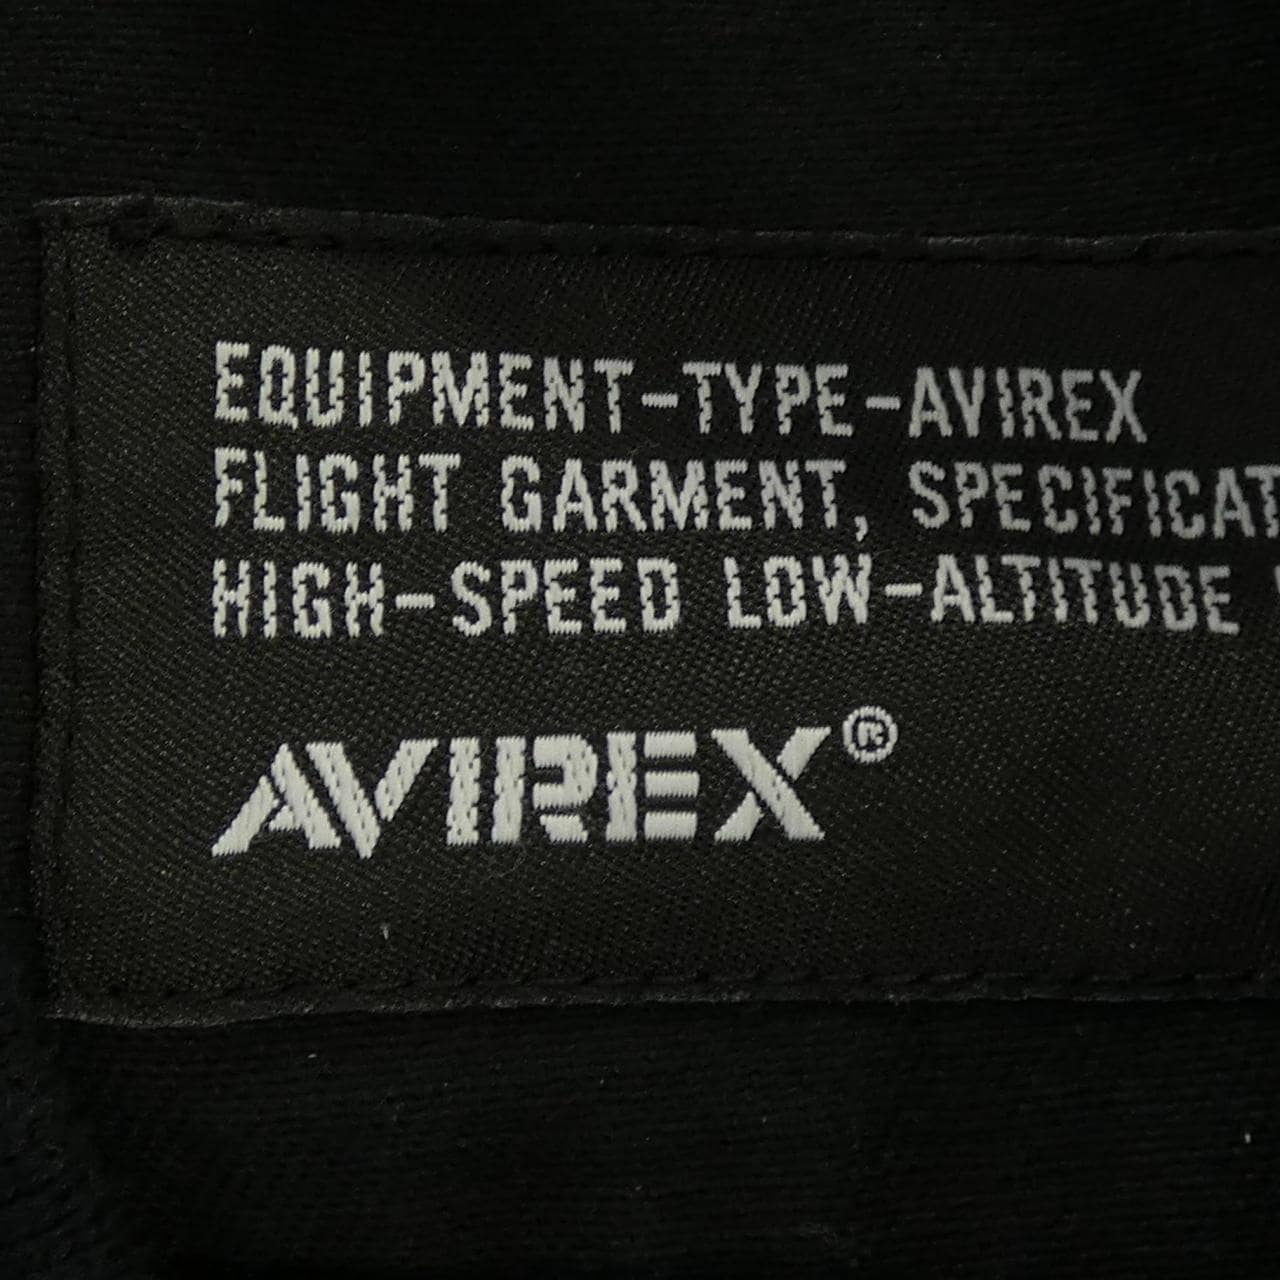 EQUIPMENT-TYPE-AVIREX
FLIGHT GARMENT, SPECIFICAT
HIGH-SPEED LOW-ALTITUDE
AVIREX®